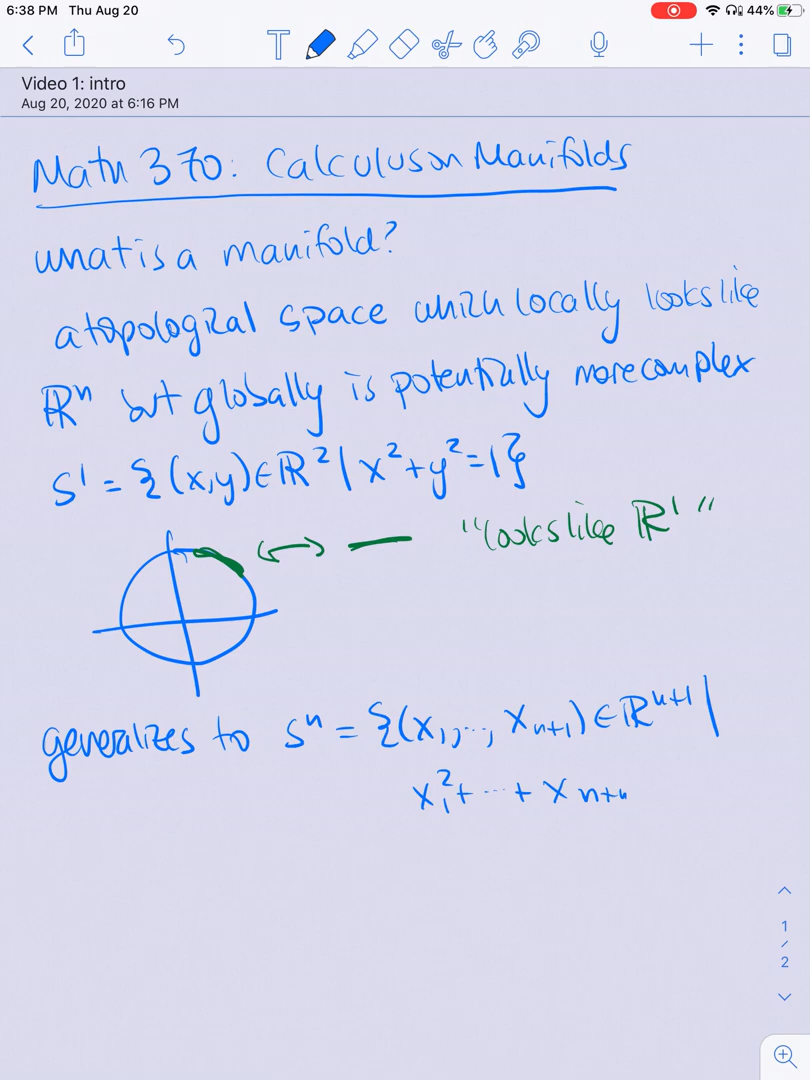 6:38 PM Thu Aug 20 44%
T
Video 1: intro
Aug 20, 2020 at 6:16 PM
Math 370: Calculus on Manifolds
what is a manifold?
a topological space which locally looks like
ℝⁿ but globally is potentially more complex
S¹ = {(x,y) ∈ ℝ² | x² + y² = 1}
"looks like ℝ¹"
generalizes to Sⁿ = {(x₁, ..., xₙ₊₁) ∈ ℝⁿ⁺¹ |
x₁² + ... + x
1
/
2